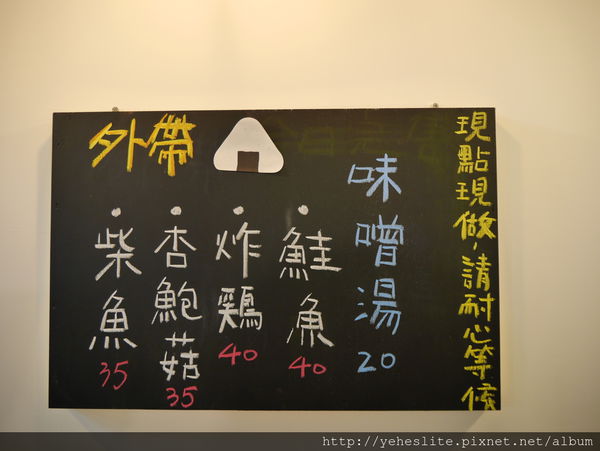 外帶
現點現做，請耐心等候
味噌湯
20
鮭魚
40
炸鶏
40
杏鮑菇
35
柴魚
35
http://yeheslite.pixnet.net/album